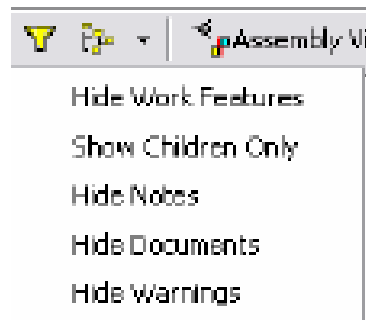 Assembly Vi
Hide Work Features
Show Children Only
Hide Notes
Hide Documents
Hide Warnings